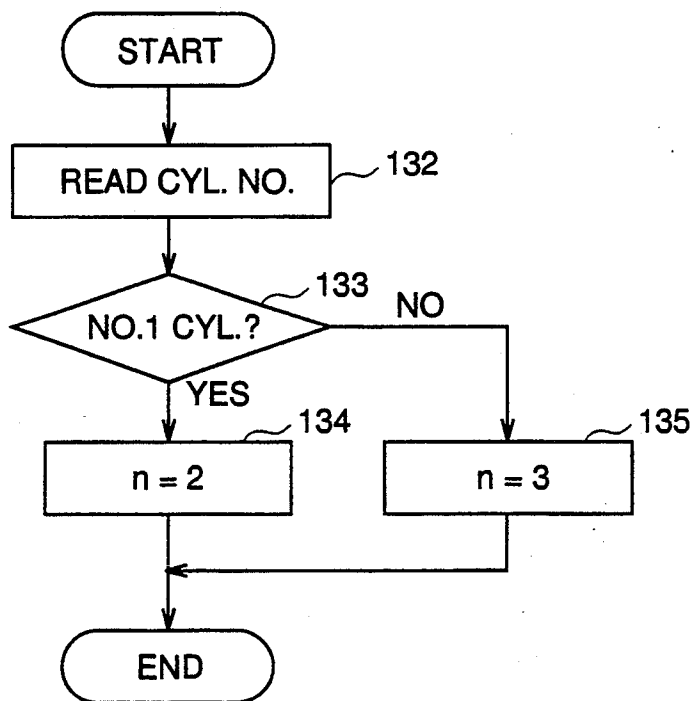 START
READ CYL. NO.
132
NO.1 CYL.?
133
NO
YES
134
n = 2
135
n = 3
END